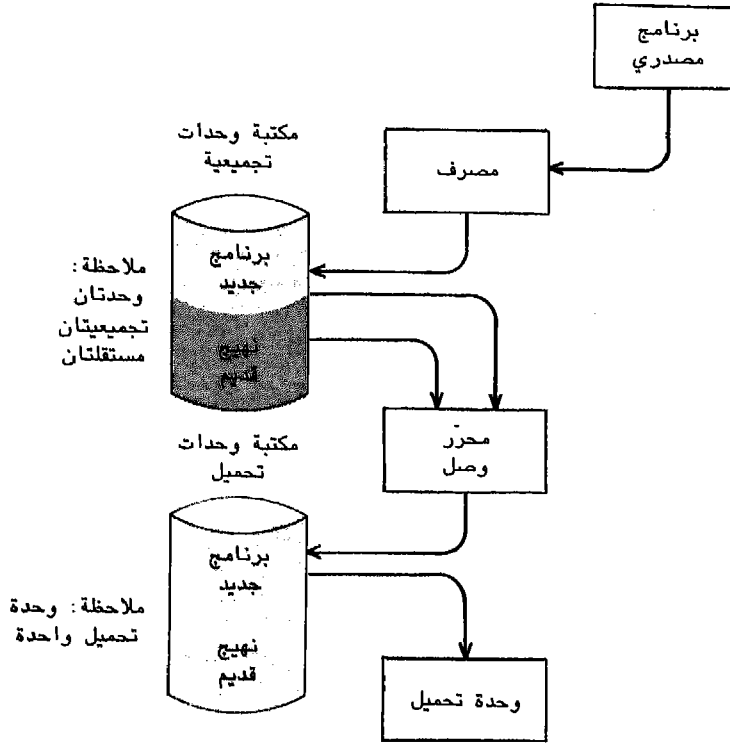 برنامج
مصدري
مكتبة وحدات
تجميعية
مصرف
برنامج
جديد
ملاحظة:
وحدتان
تجميعيتان
مستقلتان
نهيج
قديم
محرّر
وصل
مكتبة وحدات
تحميل
برنامج
جديد
ملاحظة: وحدة
تحميل واحدة
نهيج
قديم
وحدة تحميل